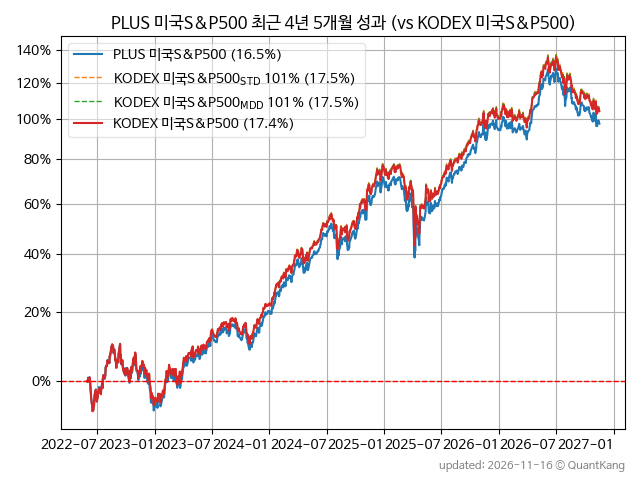 PLUS 미국S&P500 최근 4년 5개월 성과 (vs KODEX 미국S&P500)
140%
120%
100%
80%
60%
40%
20%
0%
PLUS 미국S&P500 (16.5%)
KODEX 미국S&P500STD 101% (17.5%)
KODEX 미국S&P500MDD 101% (17.5%)
KODEX 미국S&P500 (17.4%)
2022-07 2023-01 2023-07 2024-01 2024-07 2025-01 2025-07 2026-01 2026-07 2027-01
updated: 2026-11-16 © QuantKang